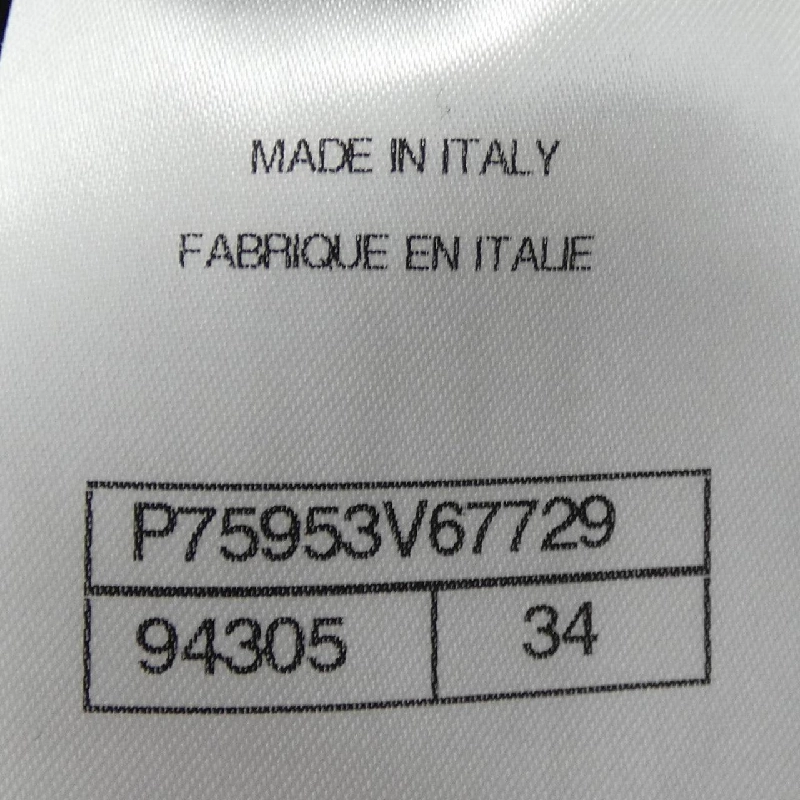 MADE IN ITALY
FABRIQUE EN ITALIE
P75953V67729
94305 34